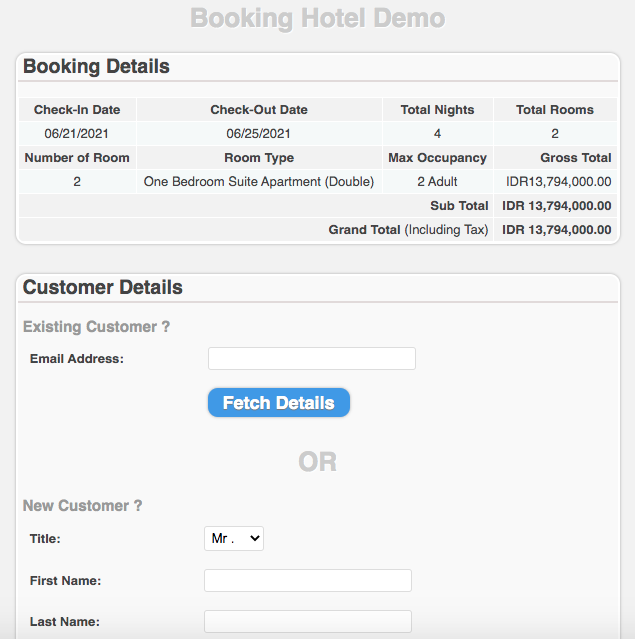 Booking Hotel Demo
Booking Details
Check-In Date Check-Out Date Total Nights Total Rooms
06/21/2021 06/25/2021 4 2
Number of Room Room Type Max Occupancy Gross Total
2 One Bedroom Suite Apartment (Double) 2 Adult IDR13,794,000.00
Sub Total IDR 13,794,000.00
Grand Total (Including Tax) IDR 13,794,000.00
Customer Details
Existing Customer ?
Email Address:
Fetch Details
OR
New Customer ?
Title: Mr .
First Name:
Last Name: